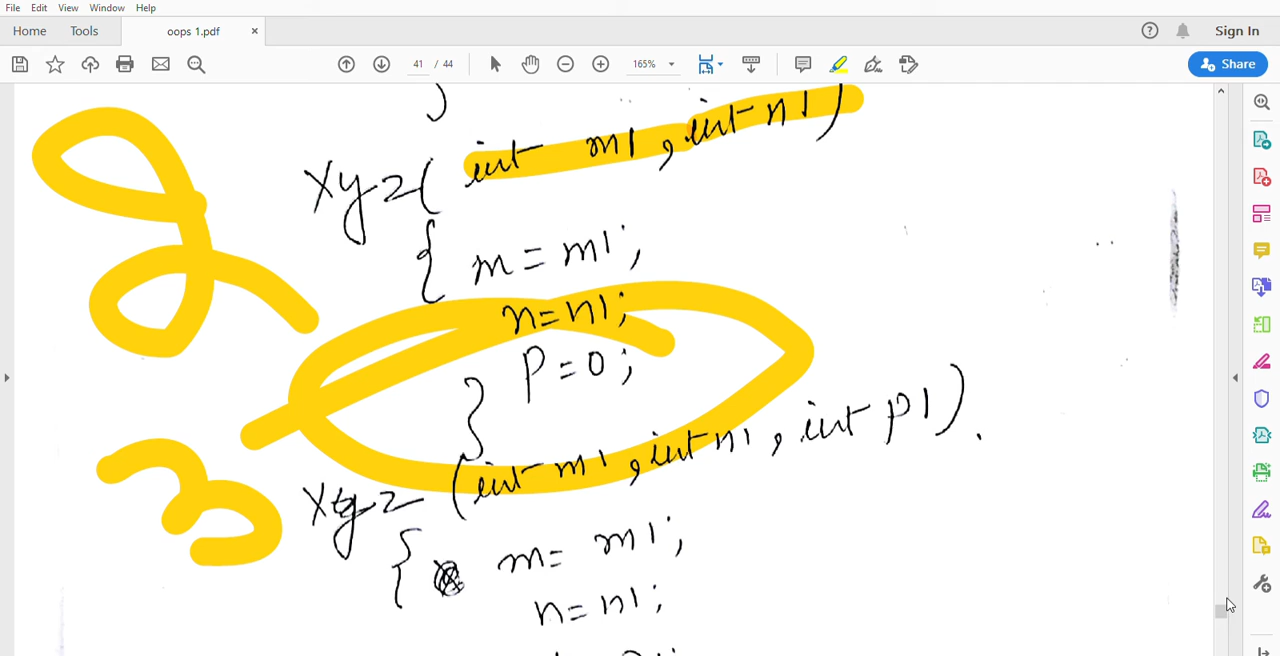 File Edit View Window Help
Home Tools oops 1.pdf × Sign In
41 / 44 165% Share
}
Xyz( int m1, int n1)
{ m = m1;
n = n1;
P = 0;
}
2
3
Xyz (int m1, int n1, int p1).
{ m = m1;
n = n1;